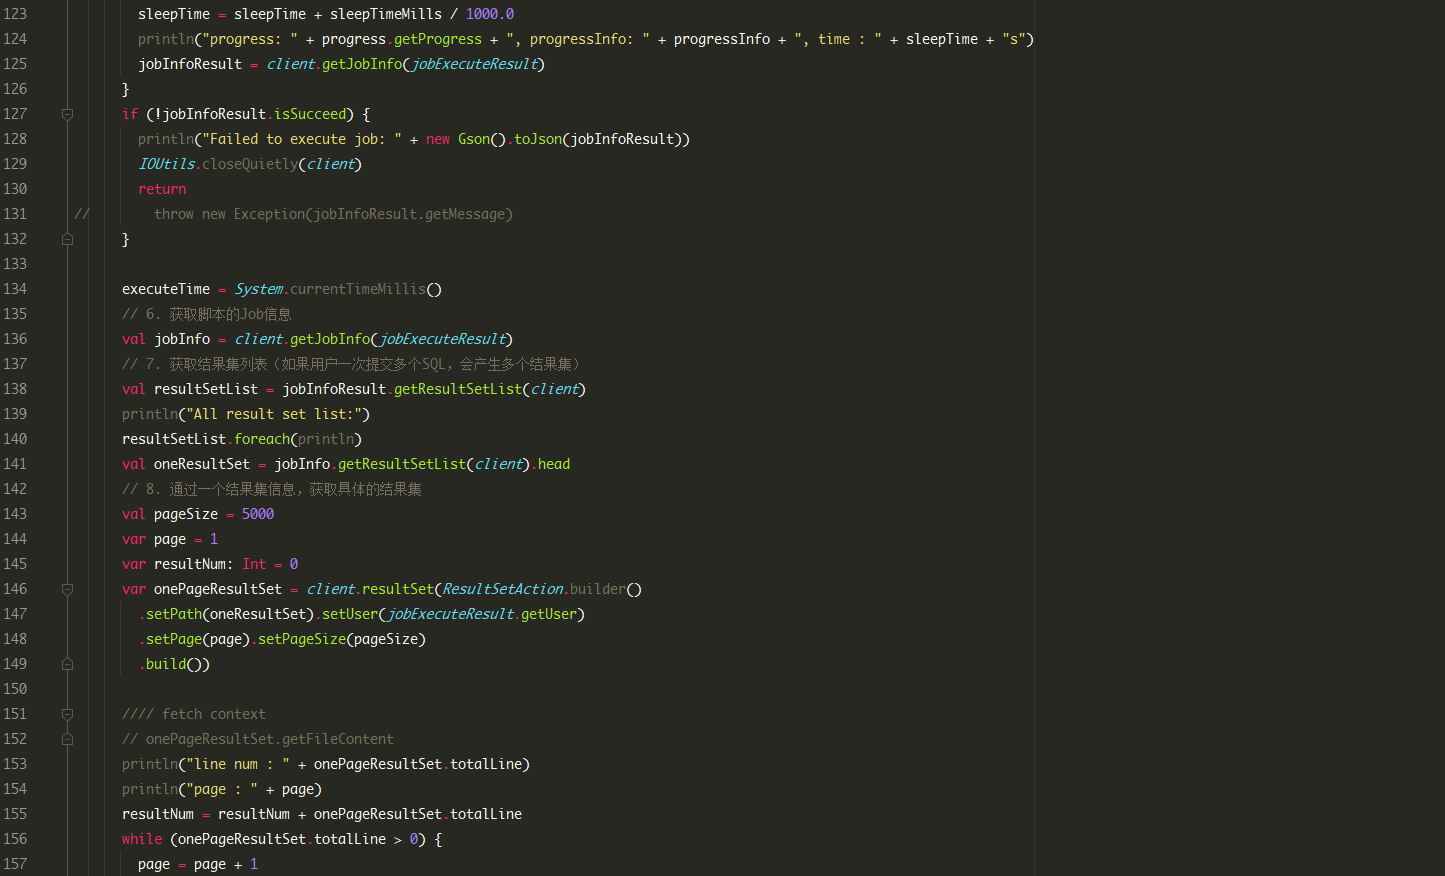 123 sleepTime = sleepTime + sleepTimeMills / 1000.0
124 println("progress: " + progress.getProgress + ", progressInfo: " + progressInfo + ", time : " + sleepTime + "s")
125 jobInfoResult = client.getJobInfo(jobExecuteResult)
126 }
127 if (!jobInfoResult.isSucceed) {
128 println("Failed to execute job: " + new Gson().toJson(jobInfoResult))
129 IOUtils.closeQuietly(client)
130 return
131 // throw new Exception(jobInfoResult.getMessage)
132 }
133
134 executeTime = System.currentTimeMillis()
135 // 6. 获取脚本的Job信息
136 val jobInfo = client.getJobInfo(jobExecuteResult)
137 // 7. 获取结果集列表（如果用户一次提交多个SQL，会产生多个结果集）
138 val resultSetList = jobInfoResult.getResultSetList(client)
139 println("All result set list:")
140 resultSetList.foreach(println)
141 val oneResultSet = jobInfo.getResultSetList(client).head
142 // 8. 通过一个结果集信息，获取具体的结果集
143 val pageSize = 5000
144 var page = 1
145 var resultNum: Int = 0
146 var onePageResultSet = client.resultSet(ResultSetAction.builder()
147 .setPath(oneResultSet).setUser(jobExecuteResult.getUser)
148 .setPage(page).setPageSize(pageSize)
149 .build())
150
151 //// fetch context
152 // onePageResultSet.getFileContent
153 println("line num : " + onePageResultSet.totalLine)
154 println("page : " + page)
155 resultNum = resultNum + onePageResultSet.totalLine
156 while (onePageResultSet.totalLine > 0) {
157 page = page + 1